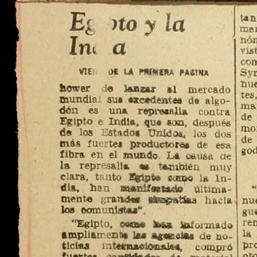 Egipto y la
India
VIENE DE LA PRIMERA PAGINA
hower de lanzar al mercado
mundial sus excedentes de algo-
dón es una represalia contra
Egipto e India, que son, después
de los Estados Unidos, los dos
más fuertes productores de esa
fibra en el mundo. La causa de
la represalia es también muy
clara, tanto Egipto como la In-
dia, han manifestado última-
mente grandes simpatías hacia
los comunistas".
"Egipto, como han informado
ampliamente las agencias de no-
ticias internacionales, compró